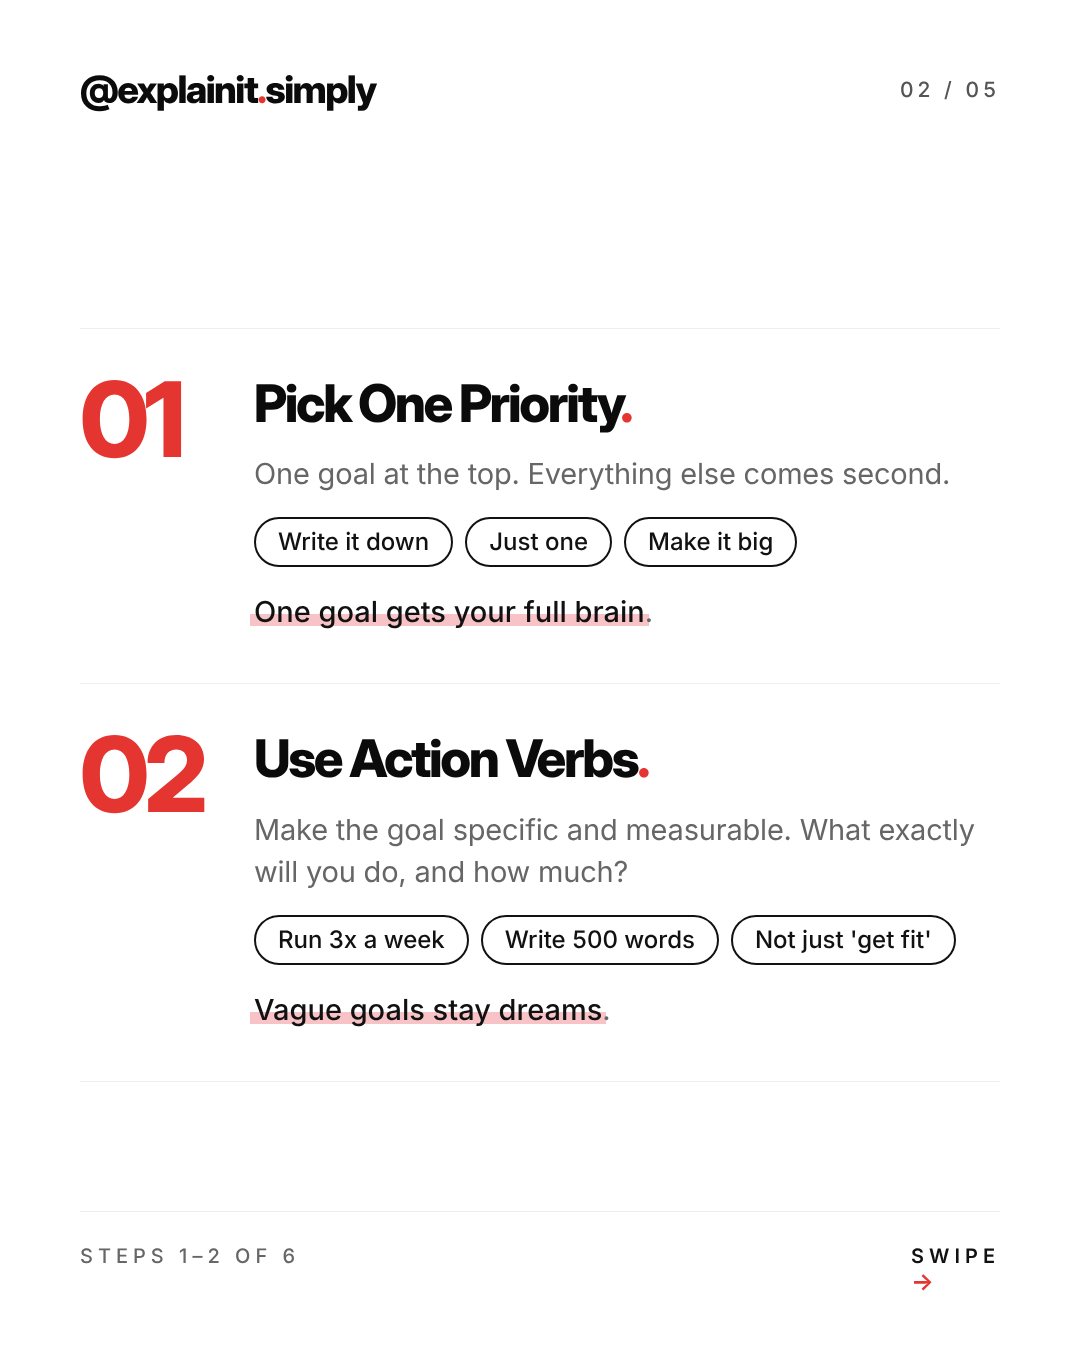 @explainit.simply
02 / 05
01
Pick One Priority.
One goal at the top. Everything else comes second.
Write it down
Just one
Make it big
One goal gets your full brain.
02
Use Action Verbs.
Make the goal specific and measurable. What exactly
will you do, and how much?
Run 3x a week
Write 500 words
Not just 'get fit'
Vague goals stay dreams.
STEPS 1–2 OF 6
SWIPE
→